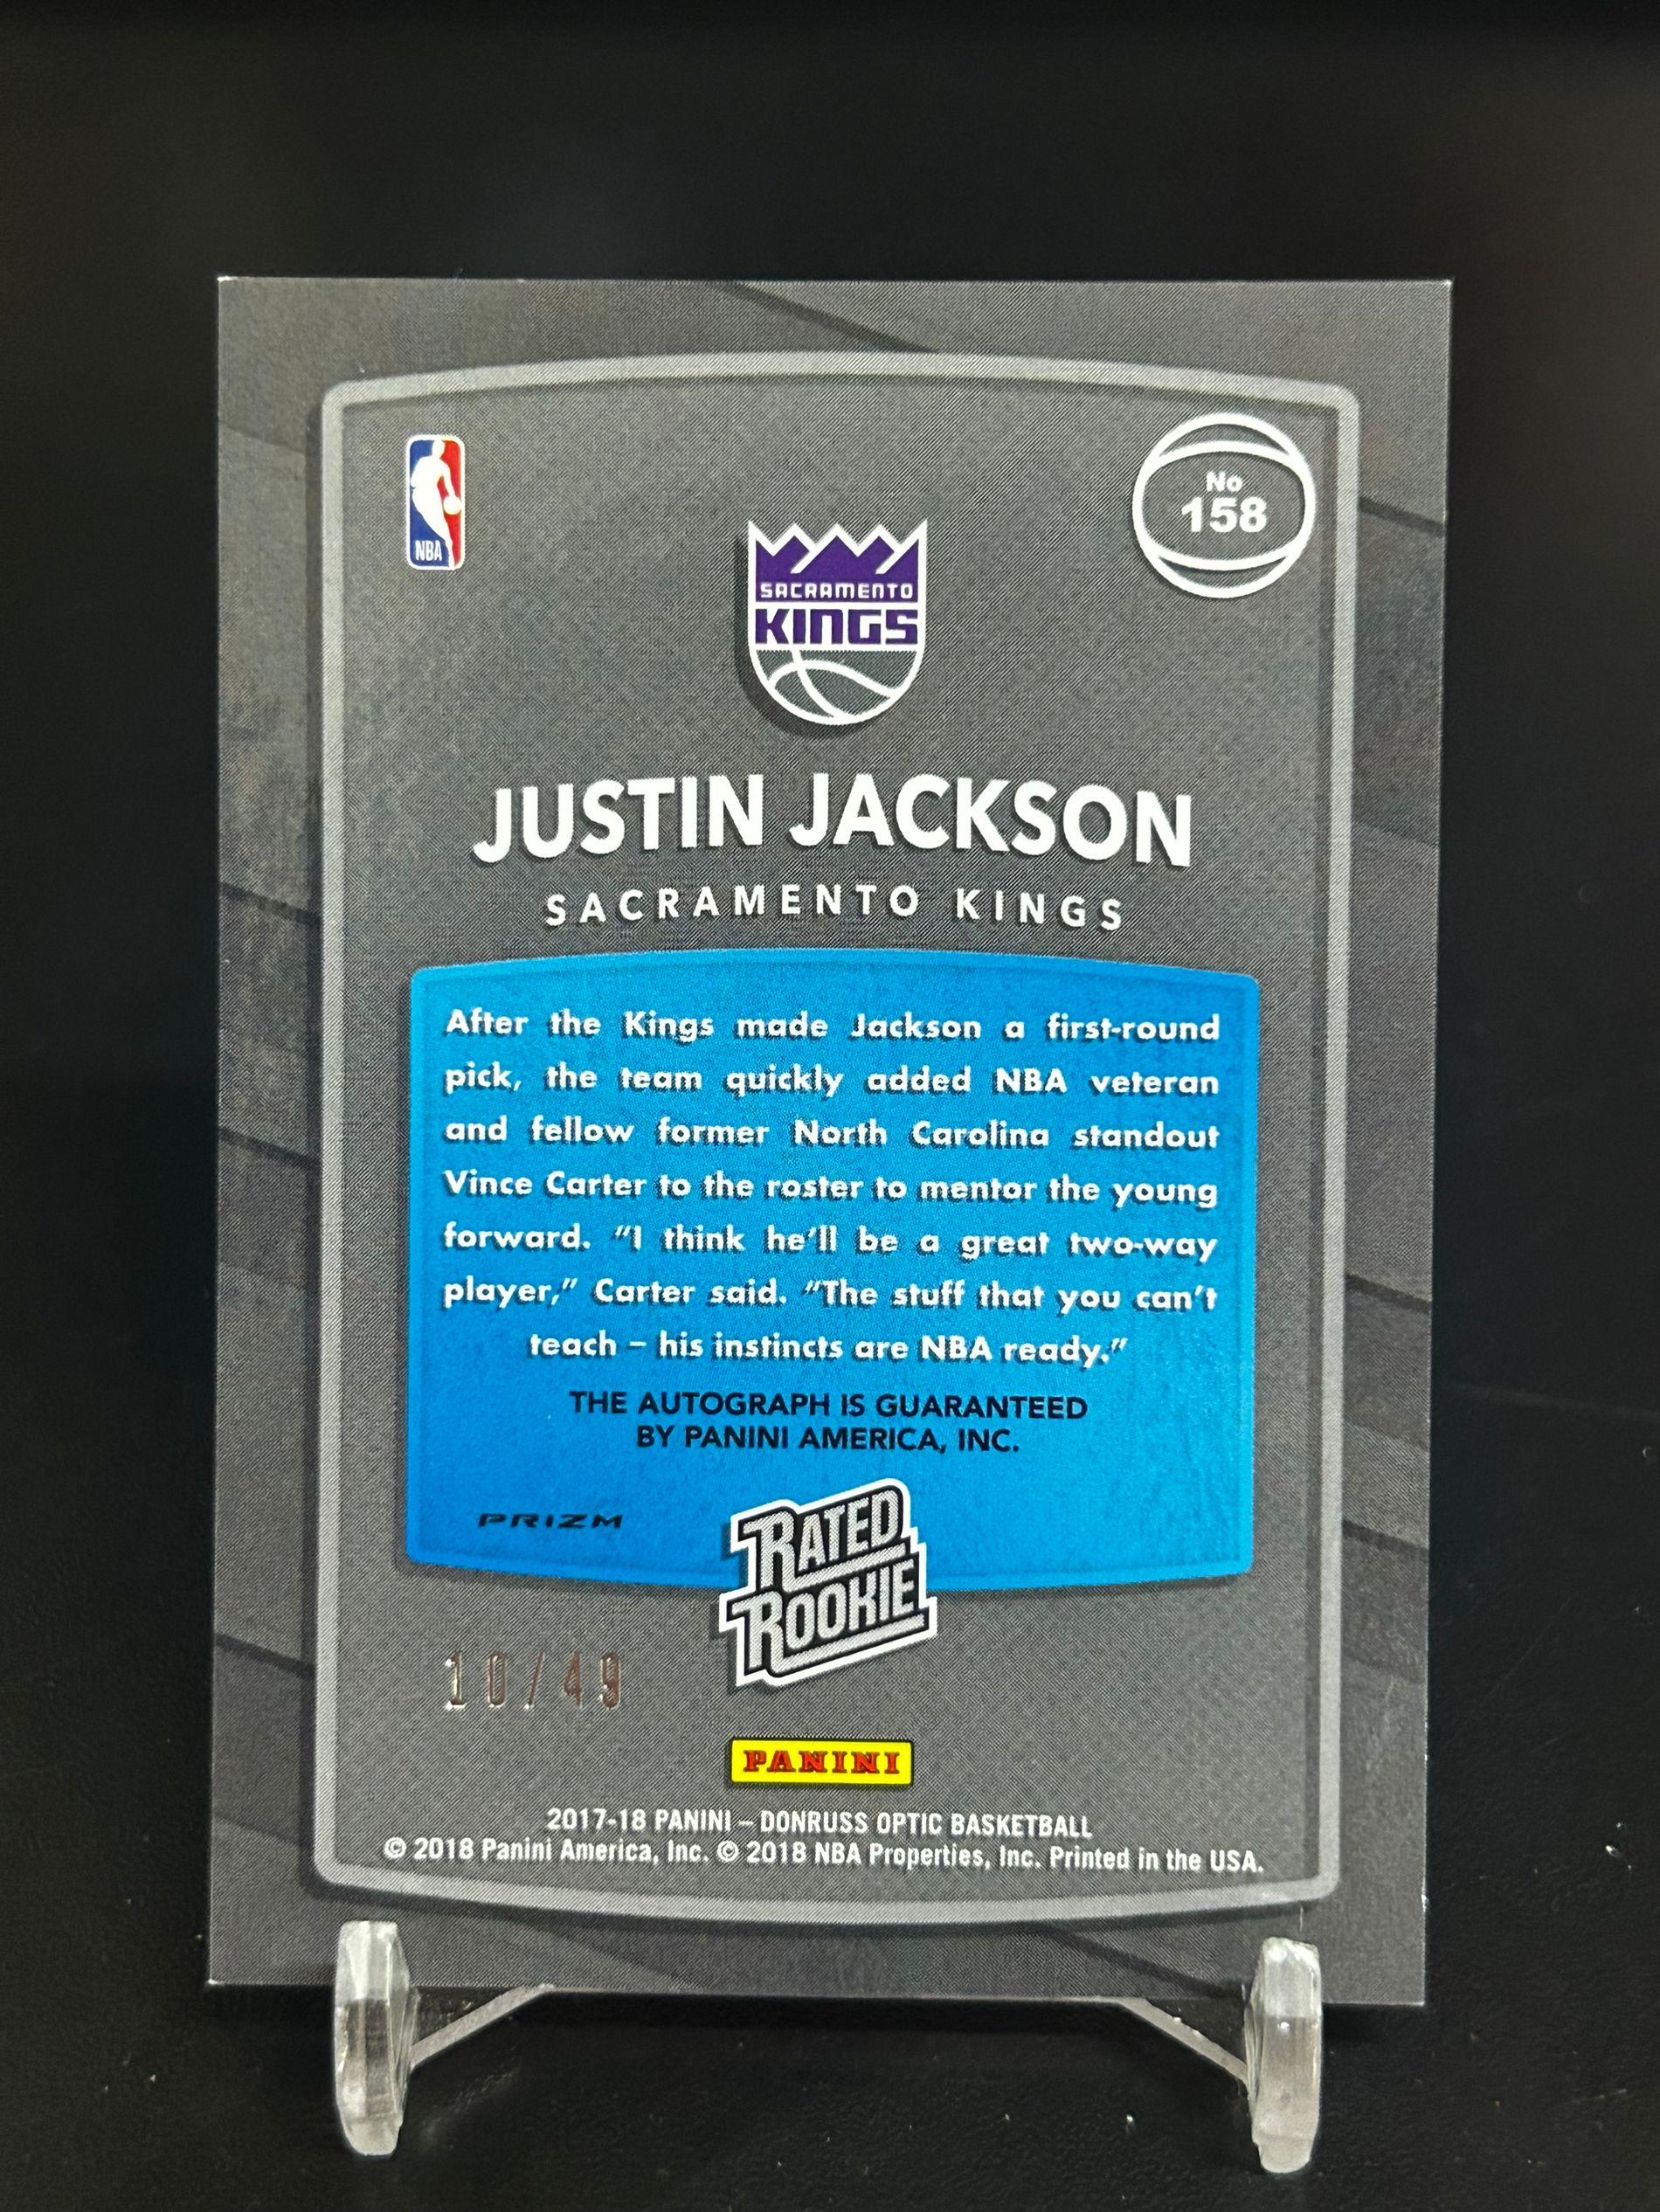 NBA
No
158
SACRAMENTO
KINGS
JUSTIN JACKSON
SACRAMENTO KINGS
After the Kings made Jackson a first-round
pick, the team quickly added NBA veteran
and fellow former North Carolina standout
Vince Carter to the roster to mentor the young
forward. “I think he’ll be a great two-way
player,” Carter said. “The stuff that you can’t
teach – his instincts are NBA ready.”
THE AUTOGRAPH IS GUARANTEED
BY PANINI AMERICA, INC.
PRIZM
RATED
ROOKIE
10/49
PANINI
2017-18 PANINI – DONRUSS OPTIC BASKETBALL
© 2018 Panini America, Inc. © 2018 NBA Properties, Inc. Printed in the USA.